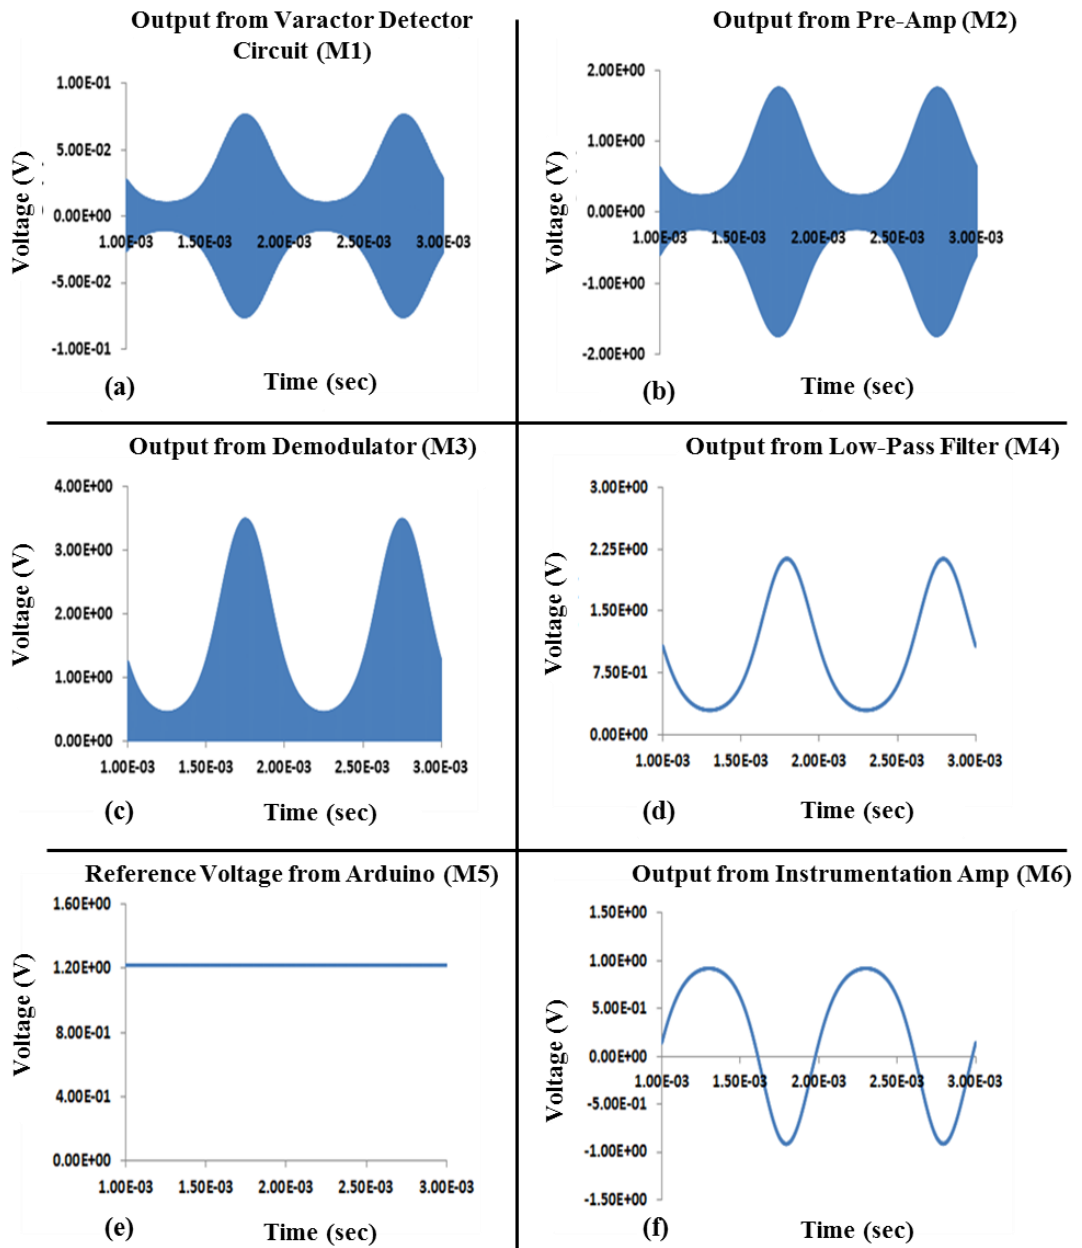 Output from Varactor Detector
Circuit (M1)
1.00E-01
5.00E-02
0.00E+00
-5.00E-02
-1.00E-01
1.00E-03 1.50E-03 2.00E-03 2.50E-03 3.00E-03
Voltage (V)
Time (sec)
(a)
Output from Pre-Amp (M2)
2.00E+00
1.00E+00
0.00E+00
-1.00E+00
-2.00E+00
1.00E-03 1.50E-03 2.00E-03 2.50E-03 3.00E-03
Voltage (V)
Time (sec)
(b)
Output from Demodulator (M3)
4.00E+00
3.00E+00
2.00E+00
1.00E+00
0.00E+00
1.00E-03 1.50E-03 2.00E-03 2.50E-03 3.00E-03
Voltage (V)
Time (sec)
(c)
Output from Low-Pass Filter (M4)
3.00E+00
2.25E+00
1.50E+00
7.50E-01
0.00E+00
1.00E-03 1.50E-03 2.00E-03 2.50E-03 3.00E-03
Voltage (V)
Time (sec)
(d)
Reference Voltage from Arduino (M5)
1.60E+00
1.20E+00
8.00E-01
4.00E-01
0.00E+00
1.00E-03 1.50E-03 2.00E-03 2.50E-03 3.00E-03
Voltage (V)
Time (sec)
(e)
Output from Instrumentation Amp (M6)
1.50E+00
1.00E+00
5.00E-01
0.00E+00
-5.00E-01
-1.00E+00
-1.50E+00
1.00E-03 1.50E-03 2.00E-03 2.50E-03 3.00E-03
Voltage (V)
Time (sec)
(f)